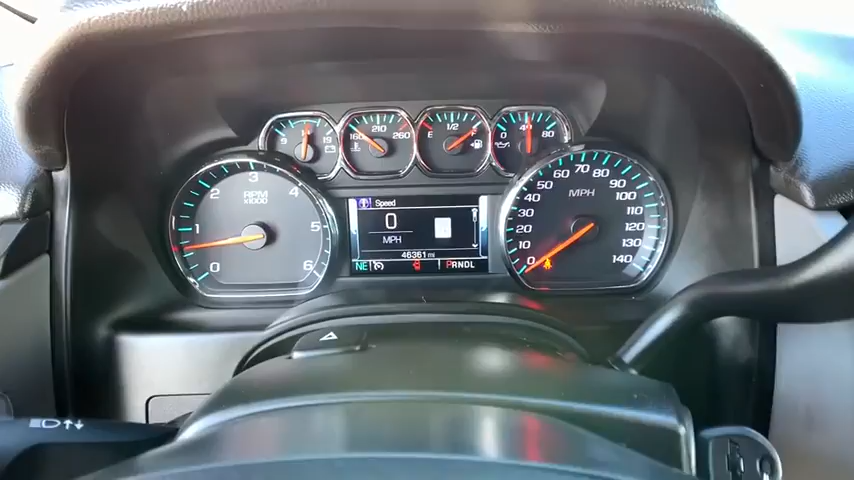 9 19
160 210 260
E 1/2 F
0 40 80
0 1 2 3 4 5 6
RPM
x1000
Speed
0
MPH
46361 mi
NE
PRNDL
MPH
0 10 20 30 40 50 60 70 80 90 100 110 120 130 140